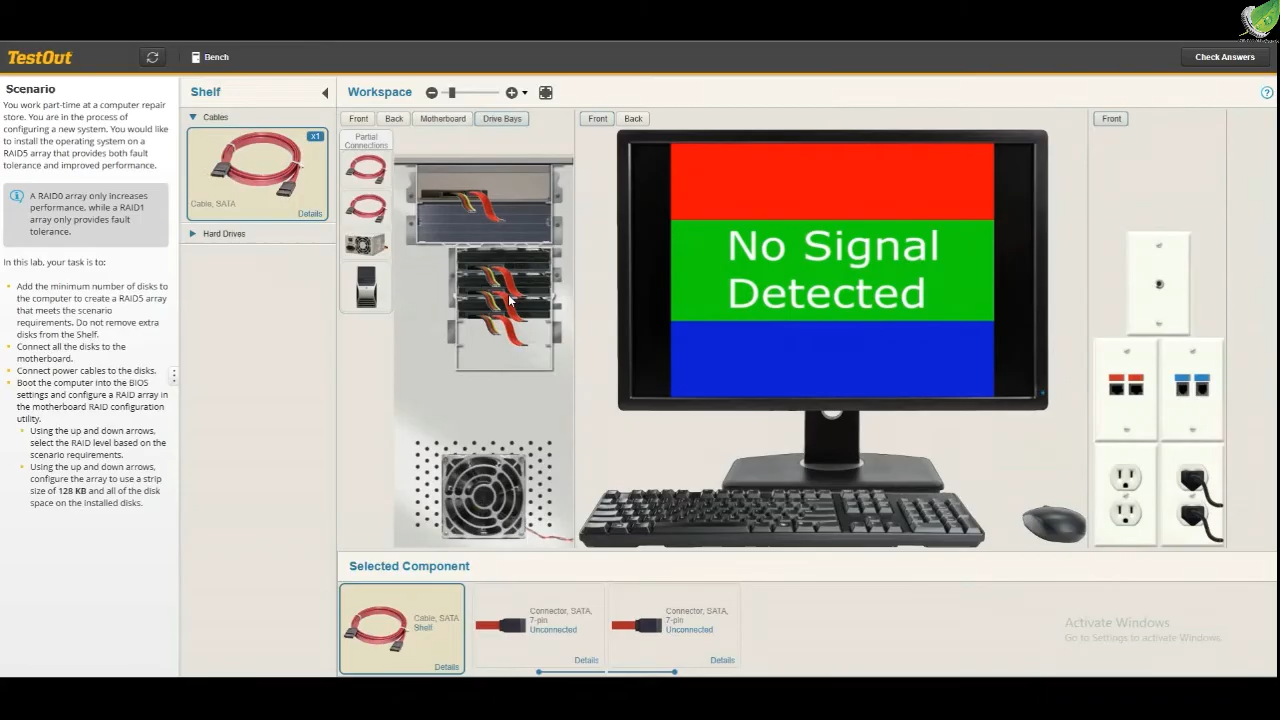 TestOut
Bench
Check Answers
Scenario
You work part-time at a computer repair
store. You are in the process of
configuring a new system. You would like
to install the operating system on a
RAID5 array that provides both fault
tolerance and improved performance.
A RAID0 array only increases
performance, while a RAID1
array only provides fault
tolerance.
In this lab, your task is to:
Add the minimum number of disks to
the computer to create a RAID5 array
that meets the scenario
requirements. Do not remove extra
disks from the Shelf.
Connect all the disks to the
motherboard.
Connect power cables to the disks.
Boot the computer into the BIOS
settings and configure a RAID array in
the motherboard RAID configuration
utility.
Using the up and down arrows,
select the RAID level based on the
scenario requirements.
Using the up and down arrows,
configure the array to use a strip
size of 128 KB and all of the disk
space on the installed disks.
Shelf
Cables
x1
Cable, SATA
Details
Hard Drives
Workspace
Front Back Motherboard Drive Bays
Partial
Connections
Front Back
No Signal
Detected
Front
Selected Component
Cable, SATA
Shelf
Details
Connector, SATA,
7-pin
Unconnected
Details
Connector, SATA,
7-pin
Unconnected
Details
Activate Windows
Go to Settings to activate Windows.